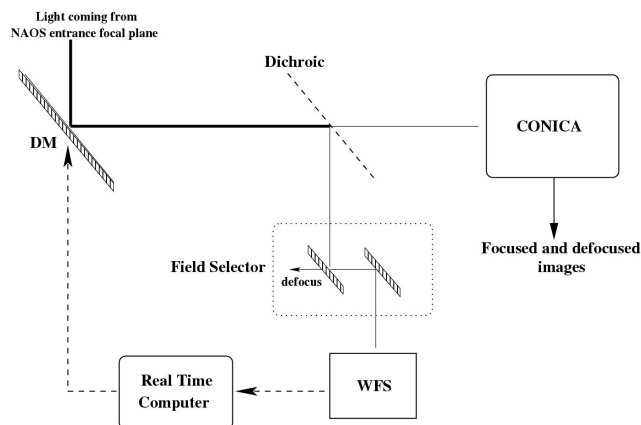 Light coming from
NAOS entrance focal plane
Dichroic
DM
CONICA
Field Selector
defocus
Focused and defocused
images
Real Time
Computer
WFS